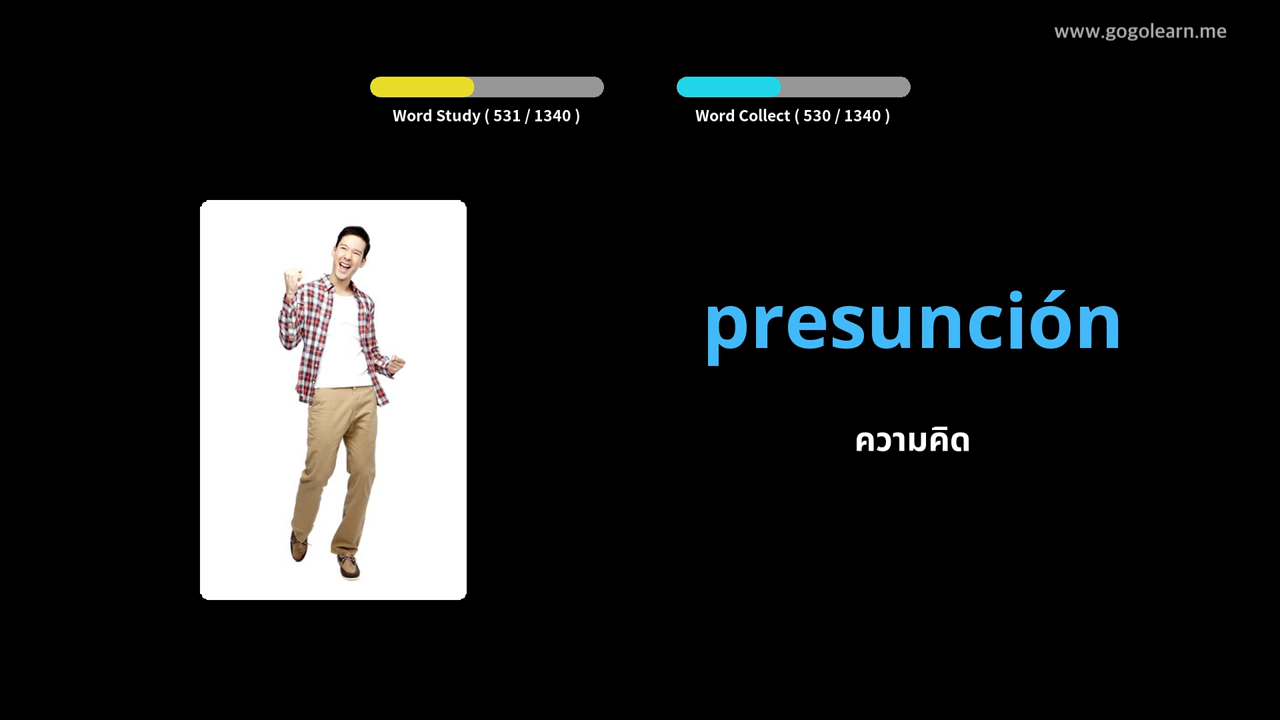 www.gogolearn.me
Word Study ( 531 / 1340 )
Word Collect ( 530 / 1340 )
presunción
ความคิด